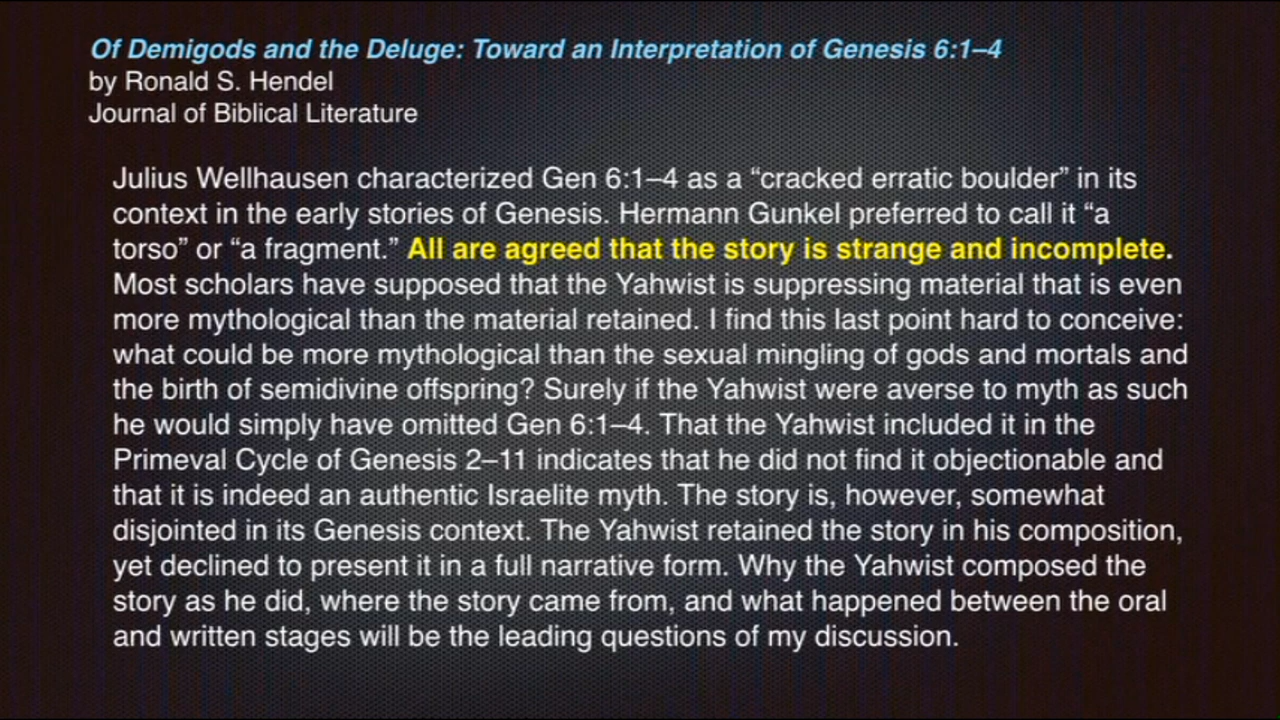 Of Demigods and the Deluge: Toward an Interpretation of Genesis 6:1–4
by Ronald S. Hendel
Journal of Biblical Literature
Julius Wellhausen characterized Gen 6:1–4 as a “cracked erratic boulder” in its
context in the early stories of Genesis. Hermann Gunkel preferred to call it “a
torso” or “a fragment.” All are agreed that the story is strange and incomplete.
Most scholars have supposed that the Yahwist is suppressing material that is even
more mythological than the material retained. I find this last point hard to conceive:
what could be more mythological than the sexual mingling of gods and mortals and
the birth of semidivine offspring? Surely if the Yahwist were averse to myth as such
he would simply have omitted Gen 6:1–4. That the Yahwist included it in the
Primeval Cycle of Genesis 2–11 indicates that he did not find it objectionable and
that it is indeed an authentic Israelite myth. The story is, however, somewhat
disjointed in its Genesis context. The Yahwist retained the story in his composition,
yet declined to present it in a full narrative form. Why the Yahwist composed the
story as he did, where the story came from, and what happened between the oral
and written stages will be the leading questions of my discussion.